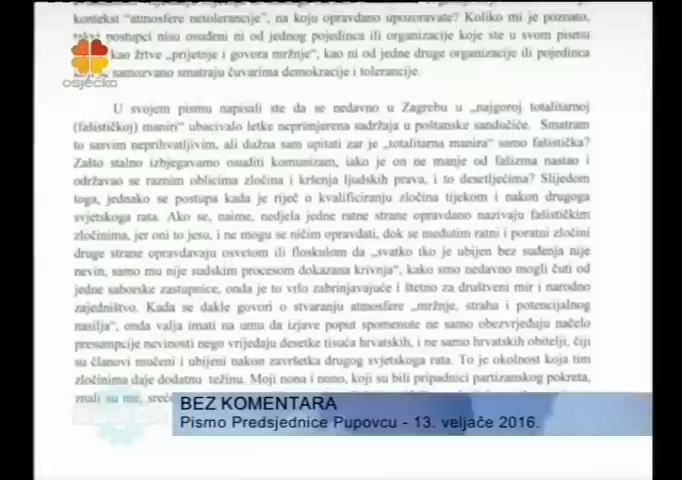 kontekst "atmosfere netolerancije", na koju opravdano upozoravate? Koliko mi je poznato,
postupci nisu osuđeni ni od jednog pojedinca ili organizacije koje ste u svom pismu
kao žrtve „prijetnje i govora mržnje“, kao ni od jedne druge organizacije ili pojedinca
samozvano smatraju čuvarima demokracije i tolerancije.
osječka
U svojem pismu napisali ste da se nedavno u Zagrebu u „najgoroj totalitarnoj
(fašističkoj) maniri“ ubacivalo letke neprimjerena sadržaja u poštanske sandučiće. Smatram
to sasvim neprihvatljivim, ali dužna sam upitati zar je „totalitarna manira“ samo fašistička?
Zašto stalno izbjegavamo osuditi komunizam, iako je on ne manje od fašizma nastao i
održavao se raznim oblicima zločina i kršenja ljudskih prava, i to desetljećima? Slijedom
toga, jednako se postupa kada je riječ o kvalificiranju zločina tijekom i nakon drugoga
svjetskoga rata. Ako se, naime, nedjela jedne ratne strane opravdano nazivaju fašističkim
zločinima, jer oni to jesu, i ne mogu se ničim opravdati, dok se međutim ratni i poratni zločini
druge strane opravdavaju osvetom ili floskulom da „svatko tko je ubijen bez suđenja nije
nevin, samo mu nije sudskim procesom dokazana krivnja“, kako smo nedavno mogli čuti od
jedne saborske zastupnice, onda je to vrlo zabrinjavajuće i štetno za društveni mir i narodno
zajedništvo. Kada se dakle govori o stvaranju atmosfere „mržnje, straha i potencijalnog
nasilja“, onda valja imati na umu da izjave poput spomenute ne samo obezvrjeđuju načelo
presumpcije nevinosti nego vrijeđaju desetke tisuća hrvatskih, i ne samo hrvatskih obitelji, čiji
su članovi mučeni i ubijeni nakon završetka drugog svjetskoga rata. To je okolnost koja tim
zločinima daje dodatnu težinu. Moji nona i nono, koji su bili pripadnici partizanskog pokreta,
znali su me,
BEZ KOMENTARA
Pismo Predsjednice Pupovcu - 13. veljače 2016.